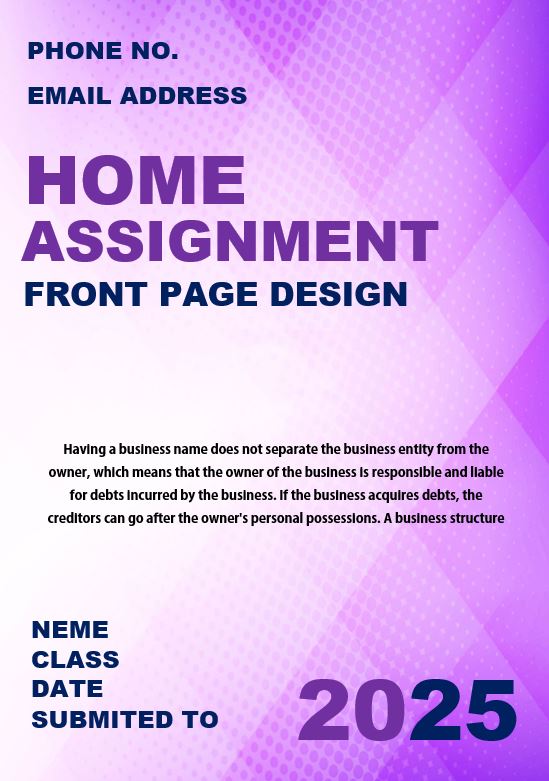 PHONE NO.
EMAIL ADDRESS
HOME
ASSIGNMENT
FRONT PAGE DESIGN
Having a business name does not separate the business entity from the
owner, which means that the owner of the business is responsible and liable
for debts incurred by the business. If the business acquires debts, the
creditors can go after the owner's personal possessions. A business structure
NEME
CLASS
DATE
SUBMITED TO
2025